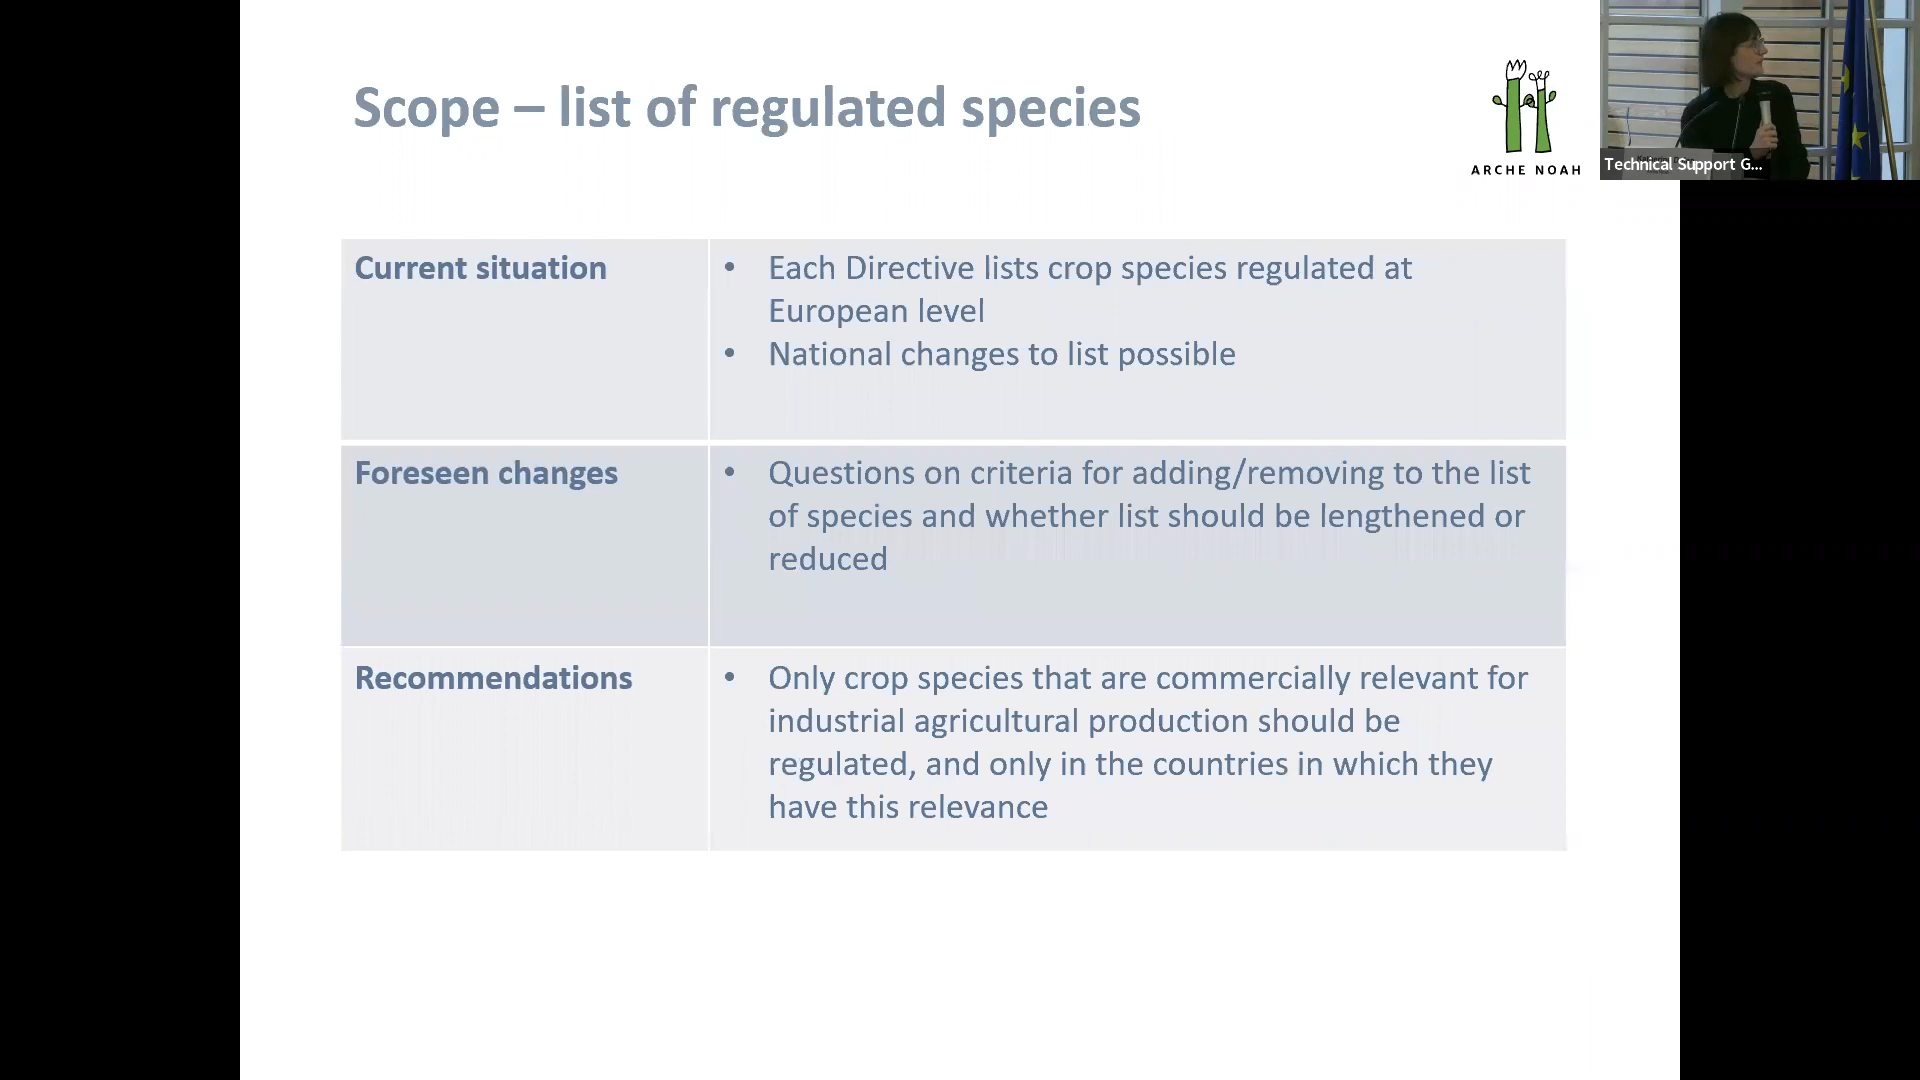 Scope – list of regulated species
ARCHE NOAH
Technical Support G...
Current situation
• Each Directive lists crop species regulated at
European level
• National changes to list possible
Foreseen changes
• Questions on criteria for adding/removing to the list
of species and whether list should be lengthened or
reduced
Recommendations
• Only crop species that are commercially relevant for
industrial agricultural production should be
regulated, and only in the countries in which they
have this relevance